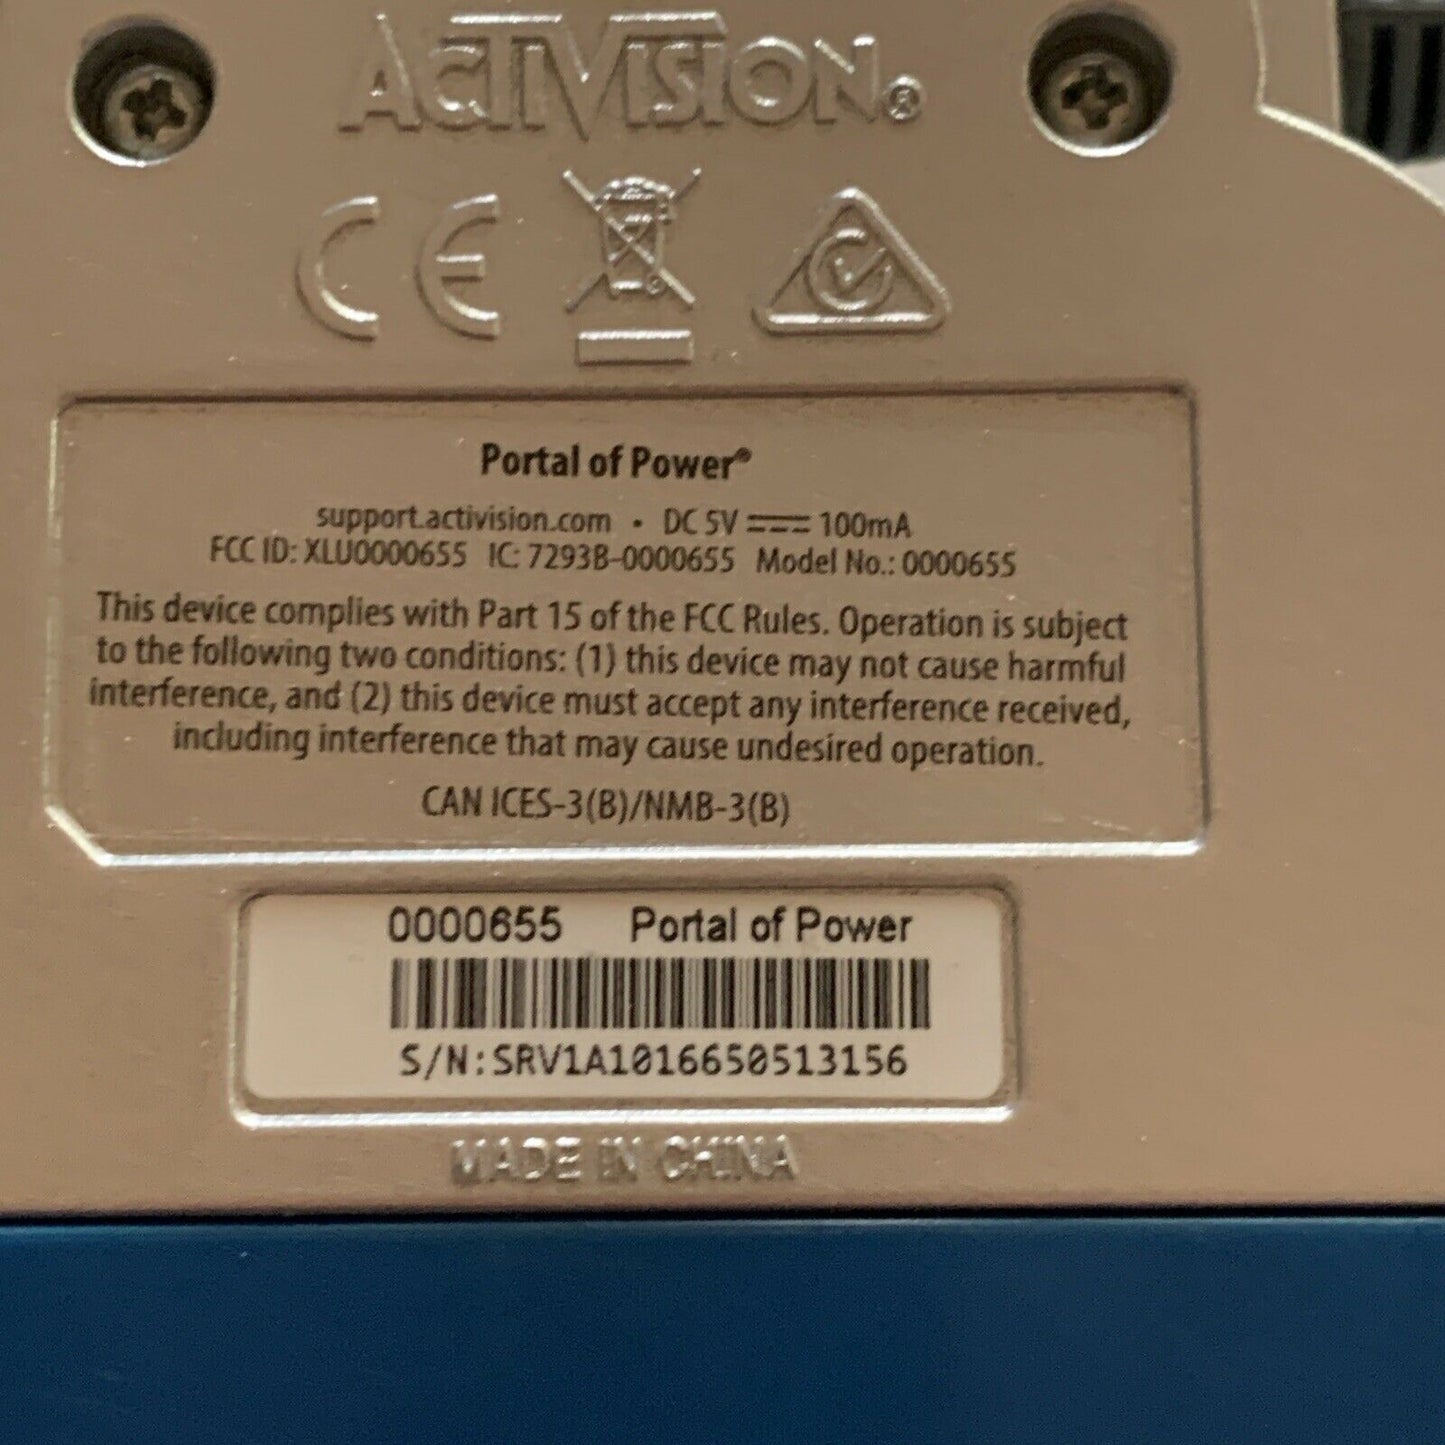 ACTIVISION®
CE
Portal of Power®
support.activision.com • DC 5V ⎓ 100mA
FCC ID: XLU0000655 IC: 7293B-0000655 Model No.: 0000655
This device complies with Part 15 of the FCC Rules. Operation is subject
to the following two conditions: (1) this device may not cause harmful
interference, and (2) this device must accept any interference received,
including interference that may cause undesired operation.
CAN ICES-3(B)/NMB-3(B)
0000655 Portal of Power
S/N:SRV1A1016650513156
MADE IN CHINA